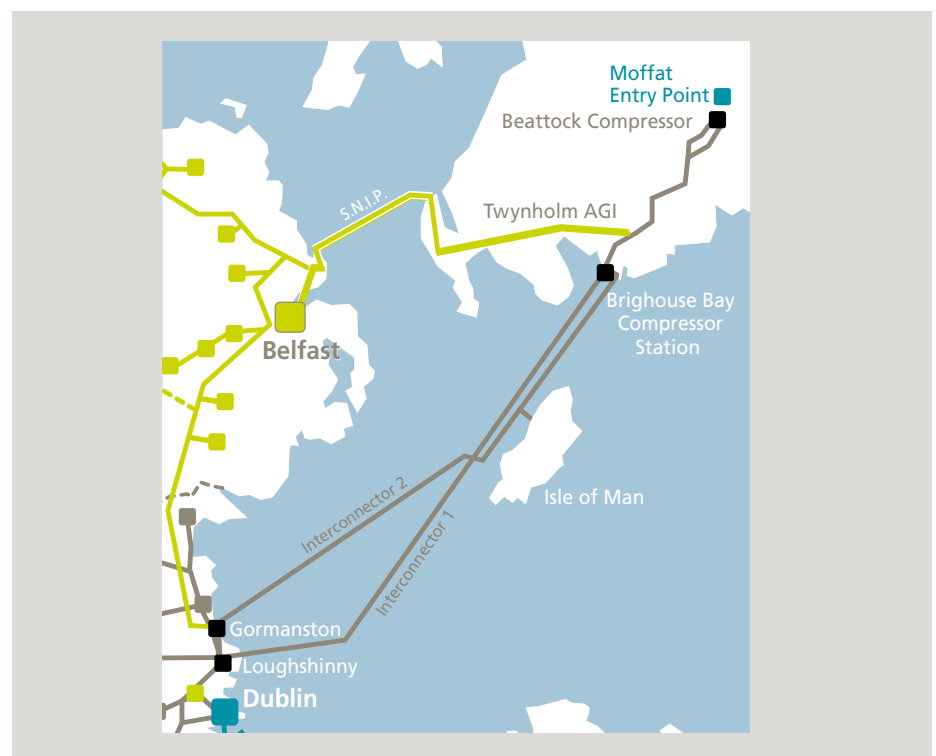 Moffat
Entry Point
Beattock Compressor
S.N.I.P.
Twynholm AGI
Brighouse Bay
Compressor
Station
Belfast
Isle of Man
Interconnector 2
Interconnector 1
Gormanston
Loughshinny
Dublin